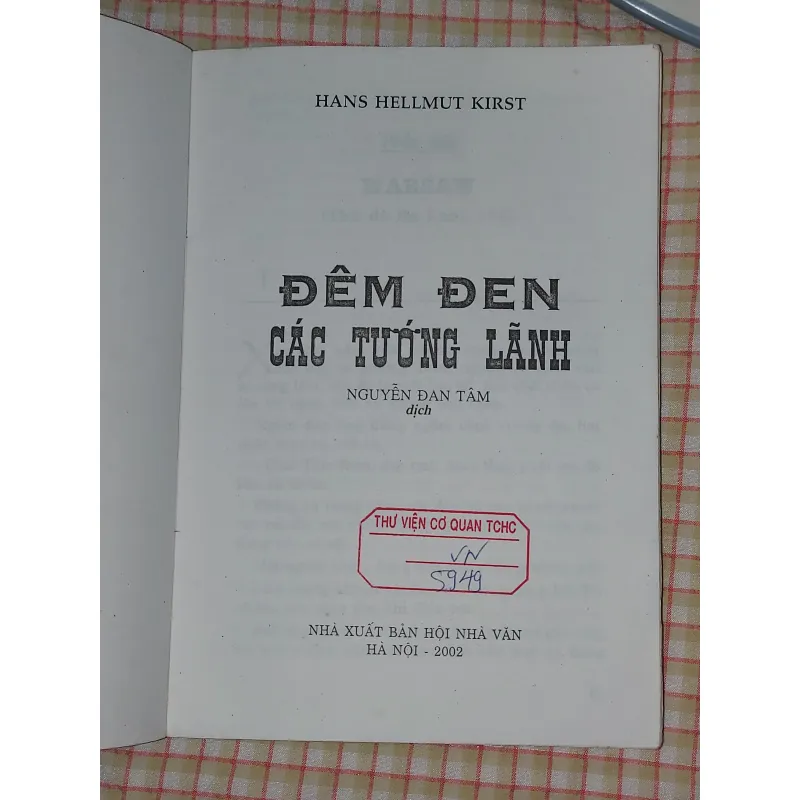 HANS HELLMUT KIRST
ĐÊM ĐEN
CÁC TƯỚNG LÃNH
NGUYỄN ĐAN TÂM
dịch
THƯ VIỆN CƠ QUAN TCHC
VN
5949
NHÀ XUẤT BẢN HỘI NHÀ VĂN
HÀ NỘI - 2002